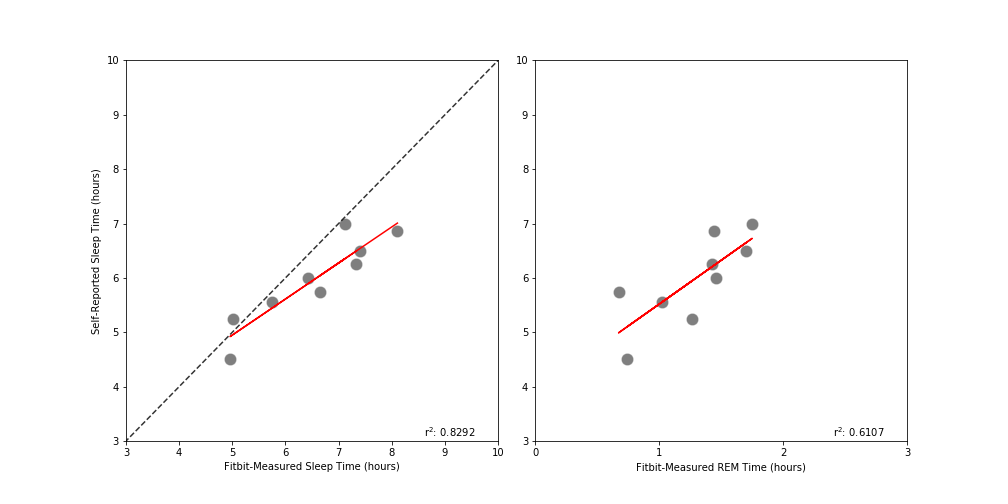 10
9
8
7
6
5
4
3
Self-Reported Sleep Time (hours)
r²: 0.8292
3 4 5 6 7 8 9 10
Fitbit-Measured Sleep Time (hours)
10
9
8
7
6
5
4
3
r²: 0.6107
0 1 2 3
Fitbit-Measured REM Time (hours)